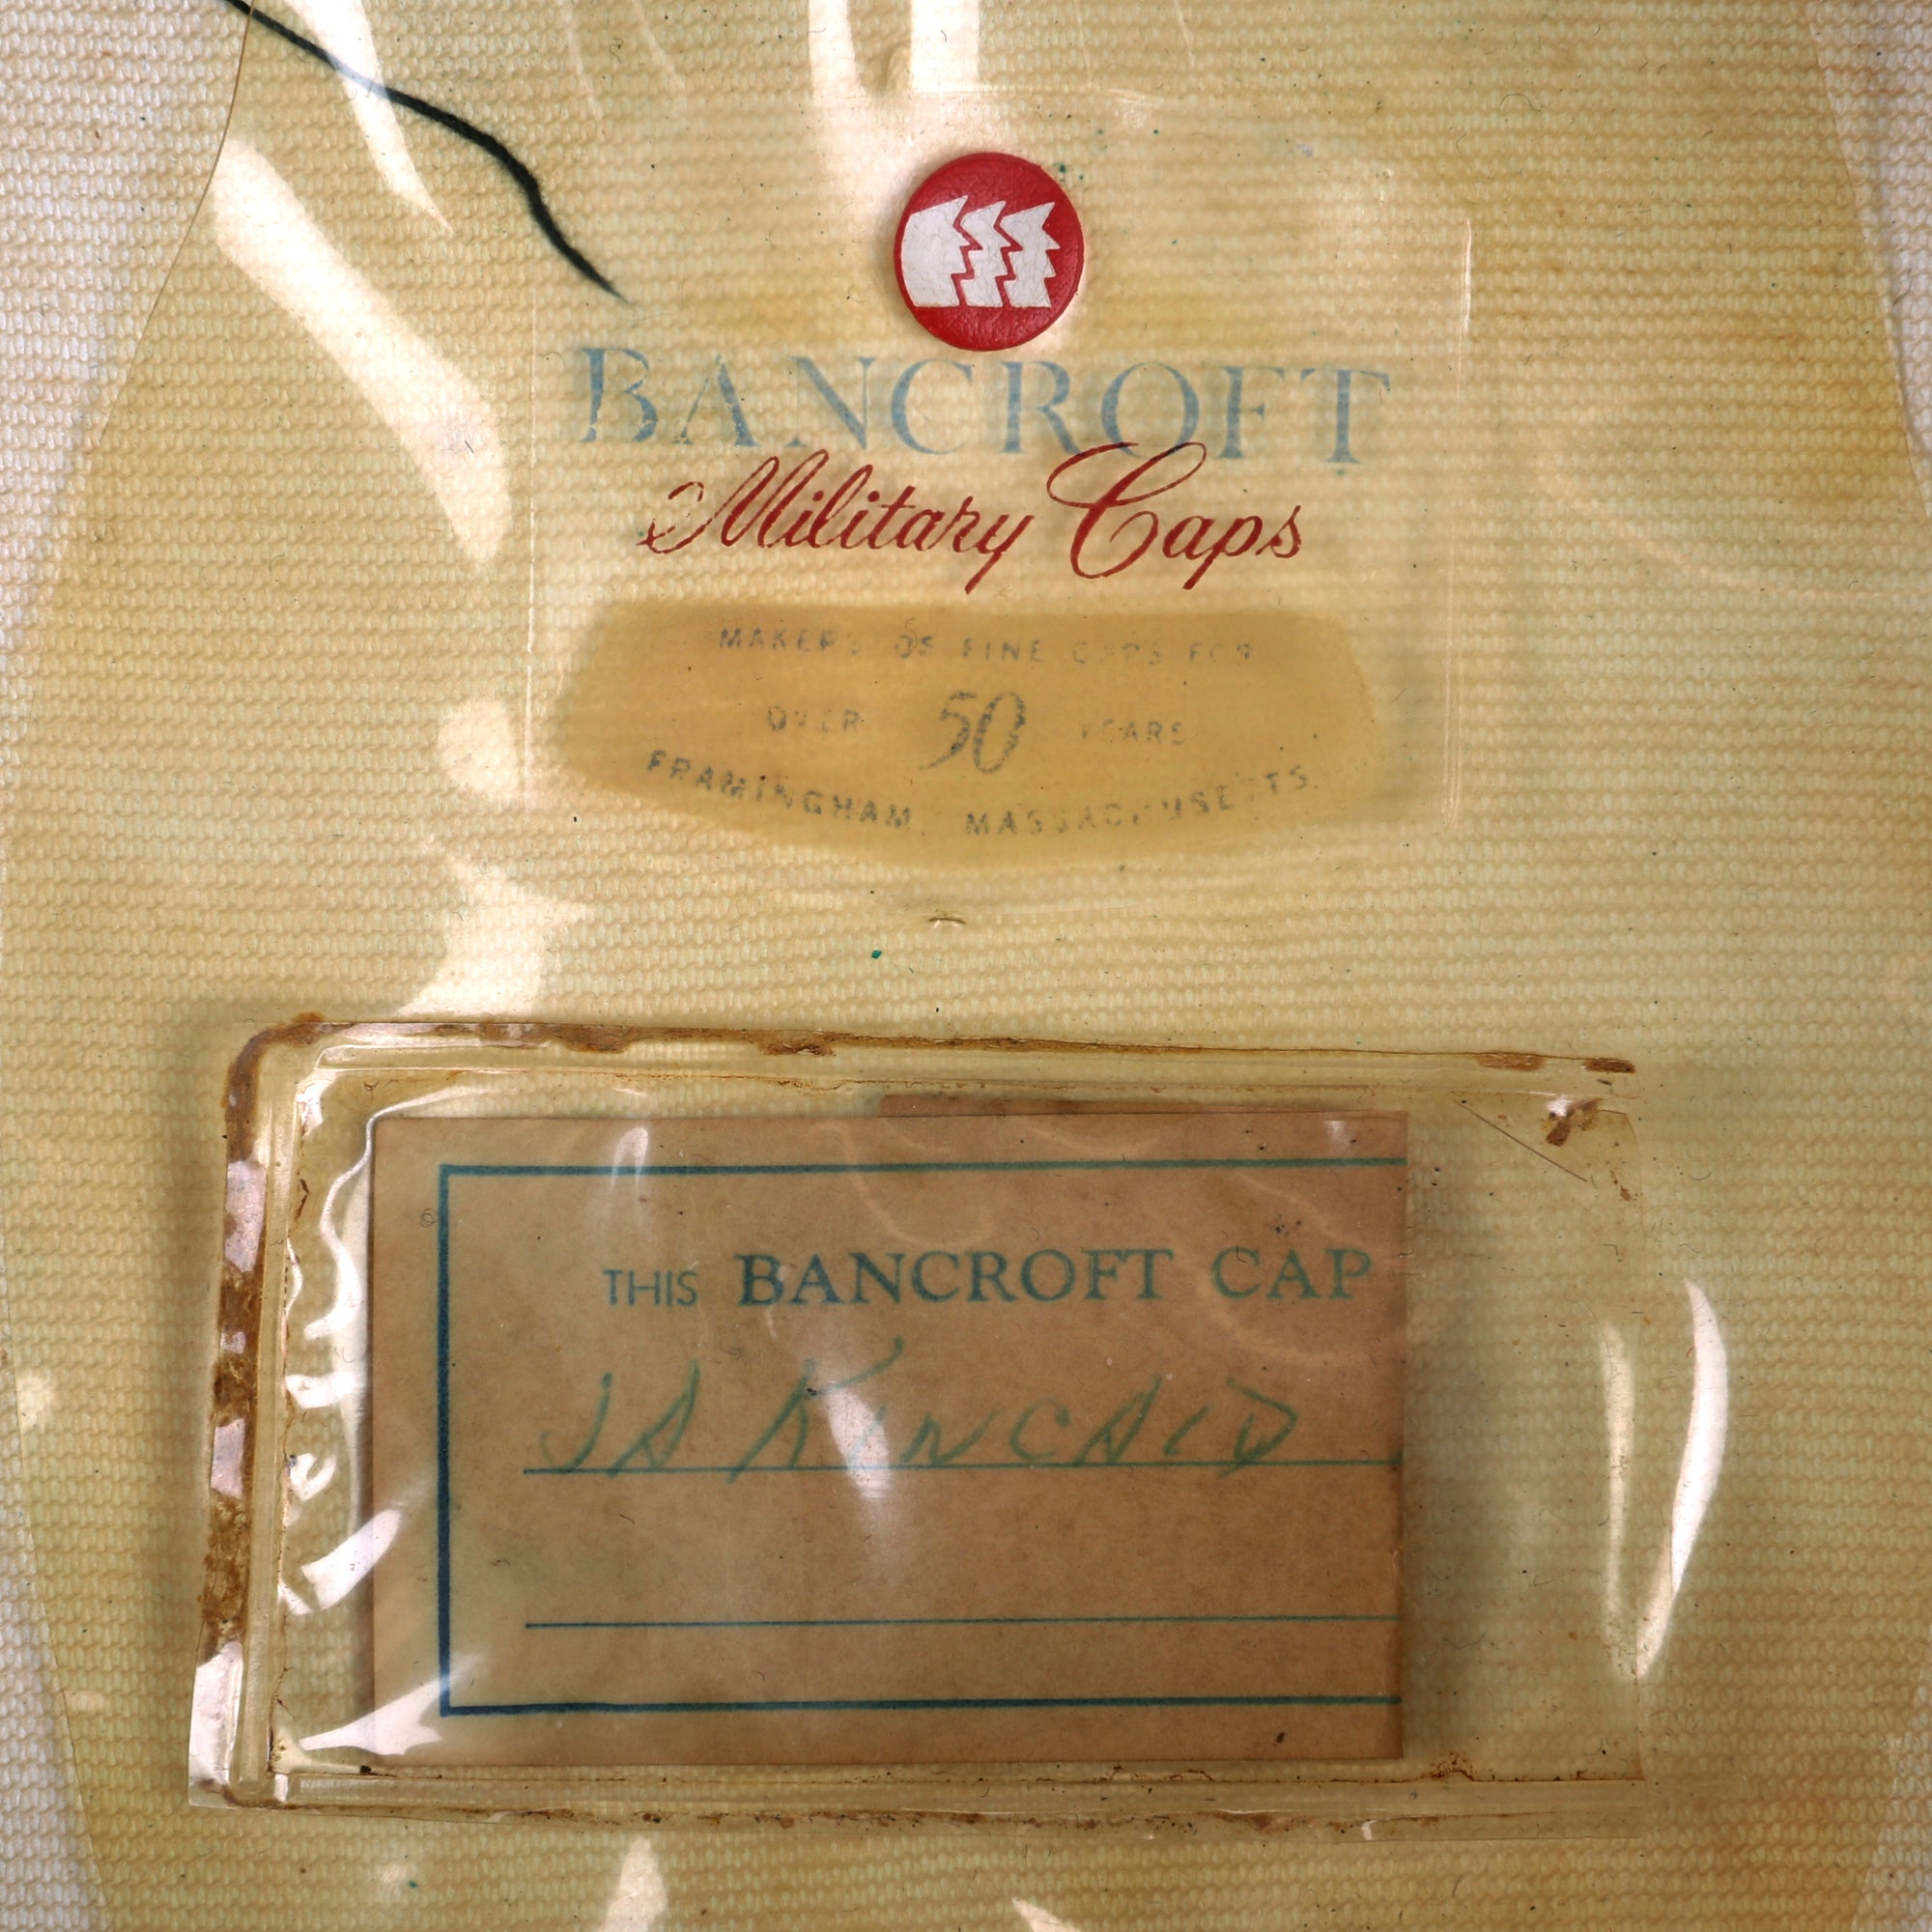 BANCROFT
Military Caps
MAKERS OF FINE CAPS FOR
OVER 50 YEARS
FRAMINGHAM, MASSACHUSETTS
THIS BANCROFT CAP
JA KINCAID